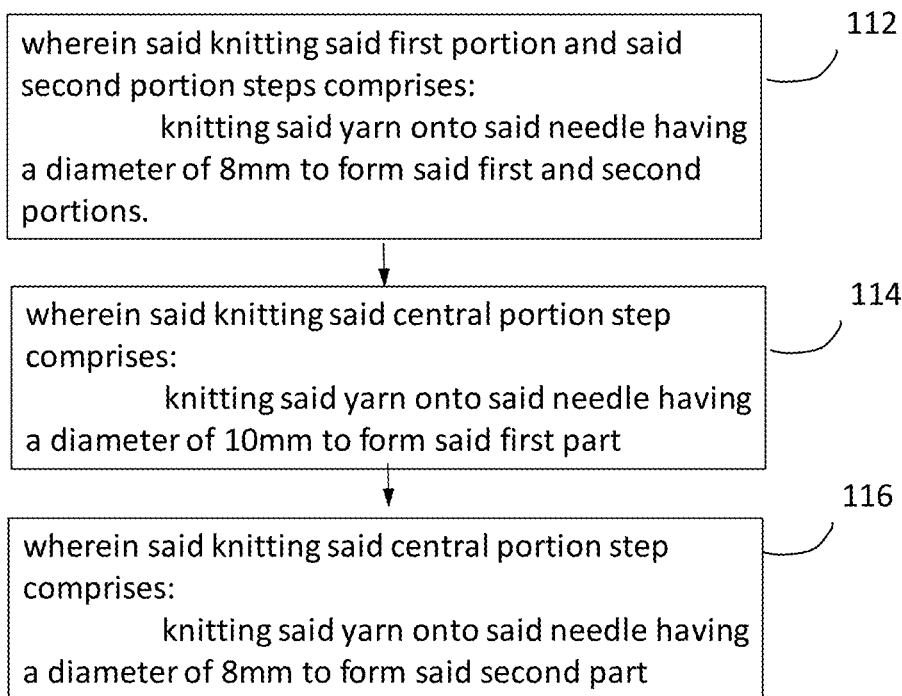 112
wherein said knitting said first portion and said
second portion steps comprises:
knitting said yarn onto said needle having
a diameter of 8mm to form said first and second
portions.
114
wherein said knitting said central portion step
comprises:
knitting said yarn onto said needle having
a diameter of 10mm to form said first part
116
wherein said knitting said central portion step
comprises:
knitting said yarn onto said needle having
a diameter of 8mm to form said second part